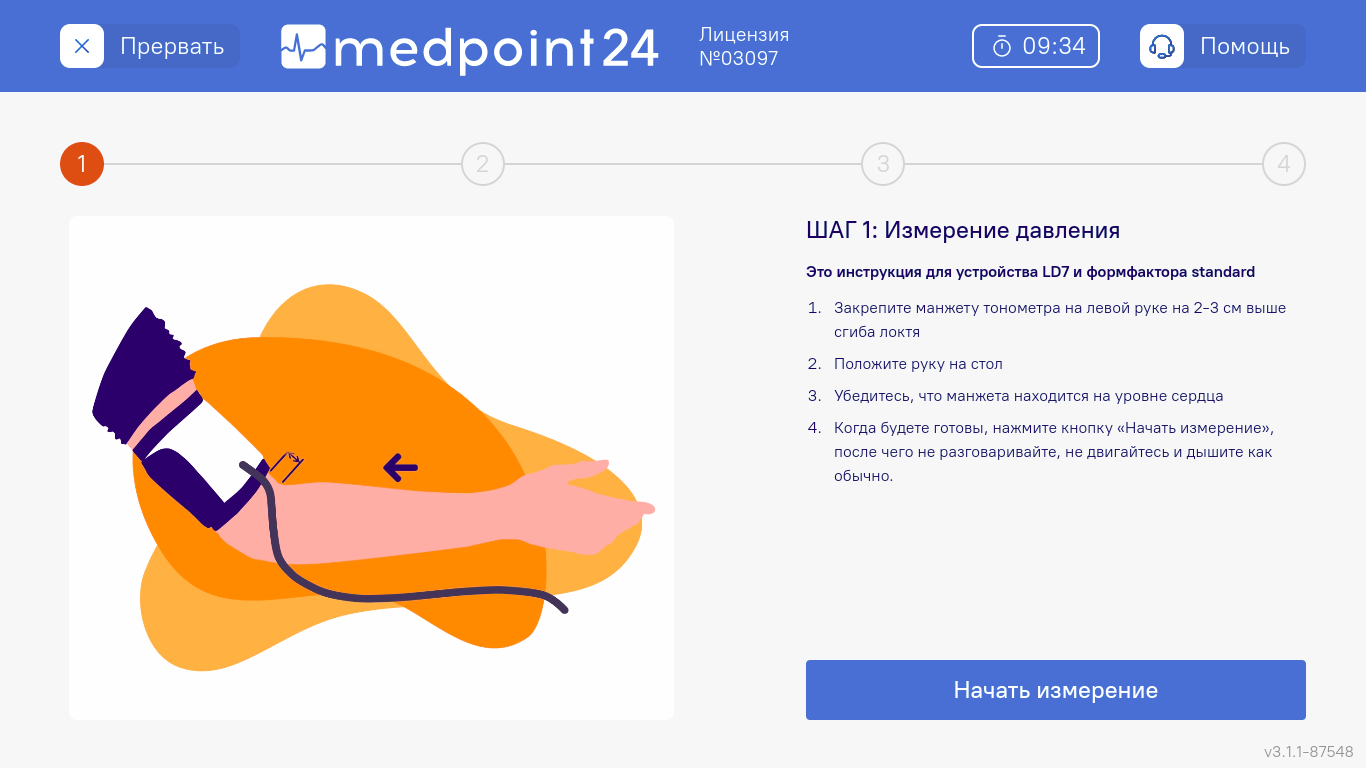 Прервать
medpoint24
Лицензия
№03097
09:34
Помощь
1
2
3
4
ШАГ 1: Измерение давления
Это инструкция для устройства LD7 и формфактора standard
1. Закрепите манжету тонометра на левой руке на 2-3 см выше
сгиба локтя
2. Положите руку на стол
3. Убедитесь, что манжета находится на уровне сердца
4. Когда будете готовы, нажмите кнопку «Начать измерение»,
после чего не разговаривайте, не двигайтесь и дышите как
обычно.
Начать измерение
v3.1.1-87548